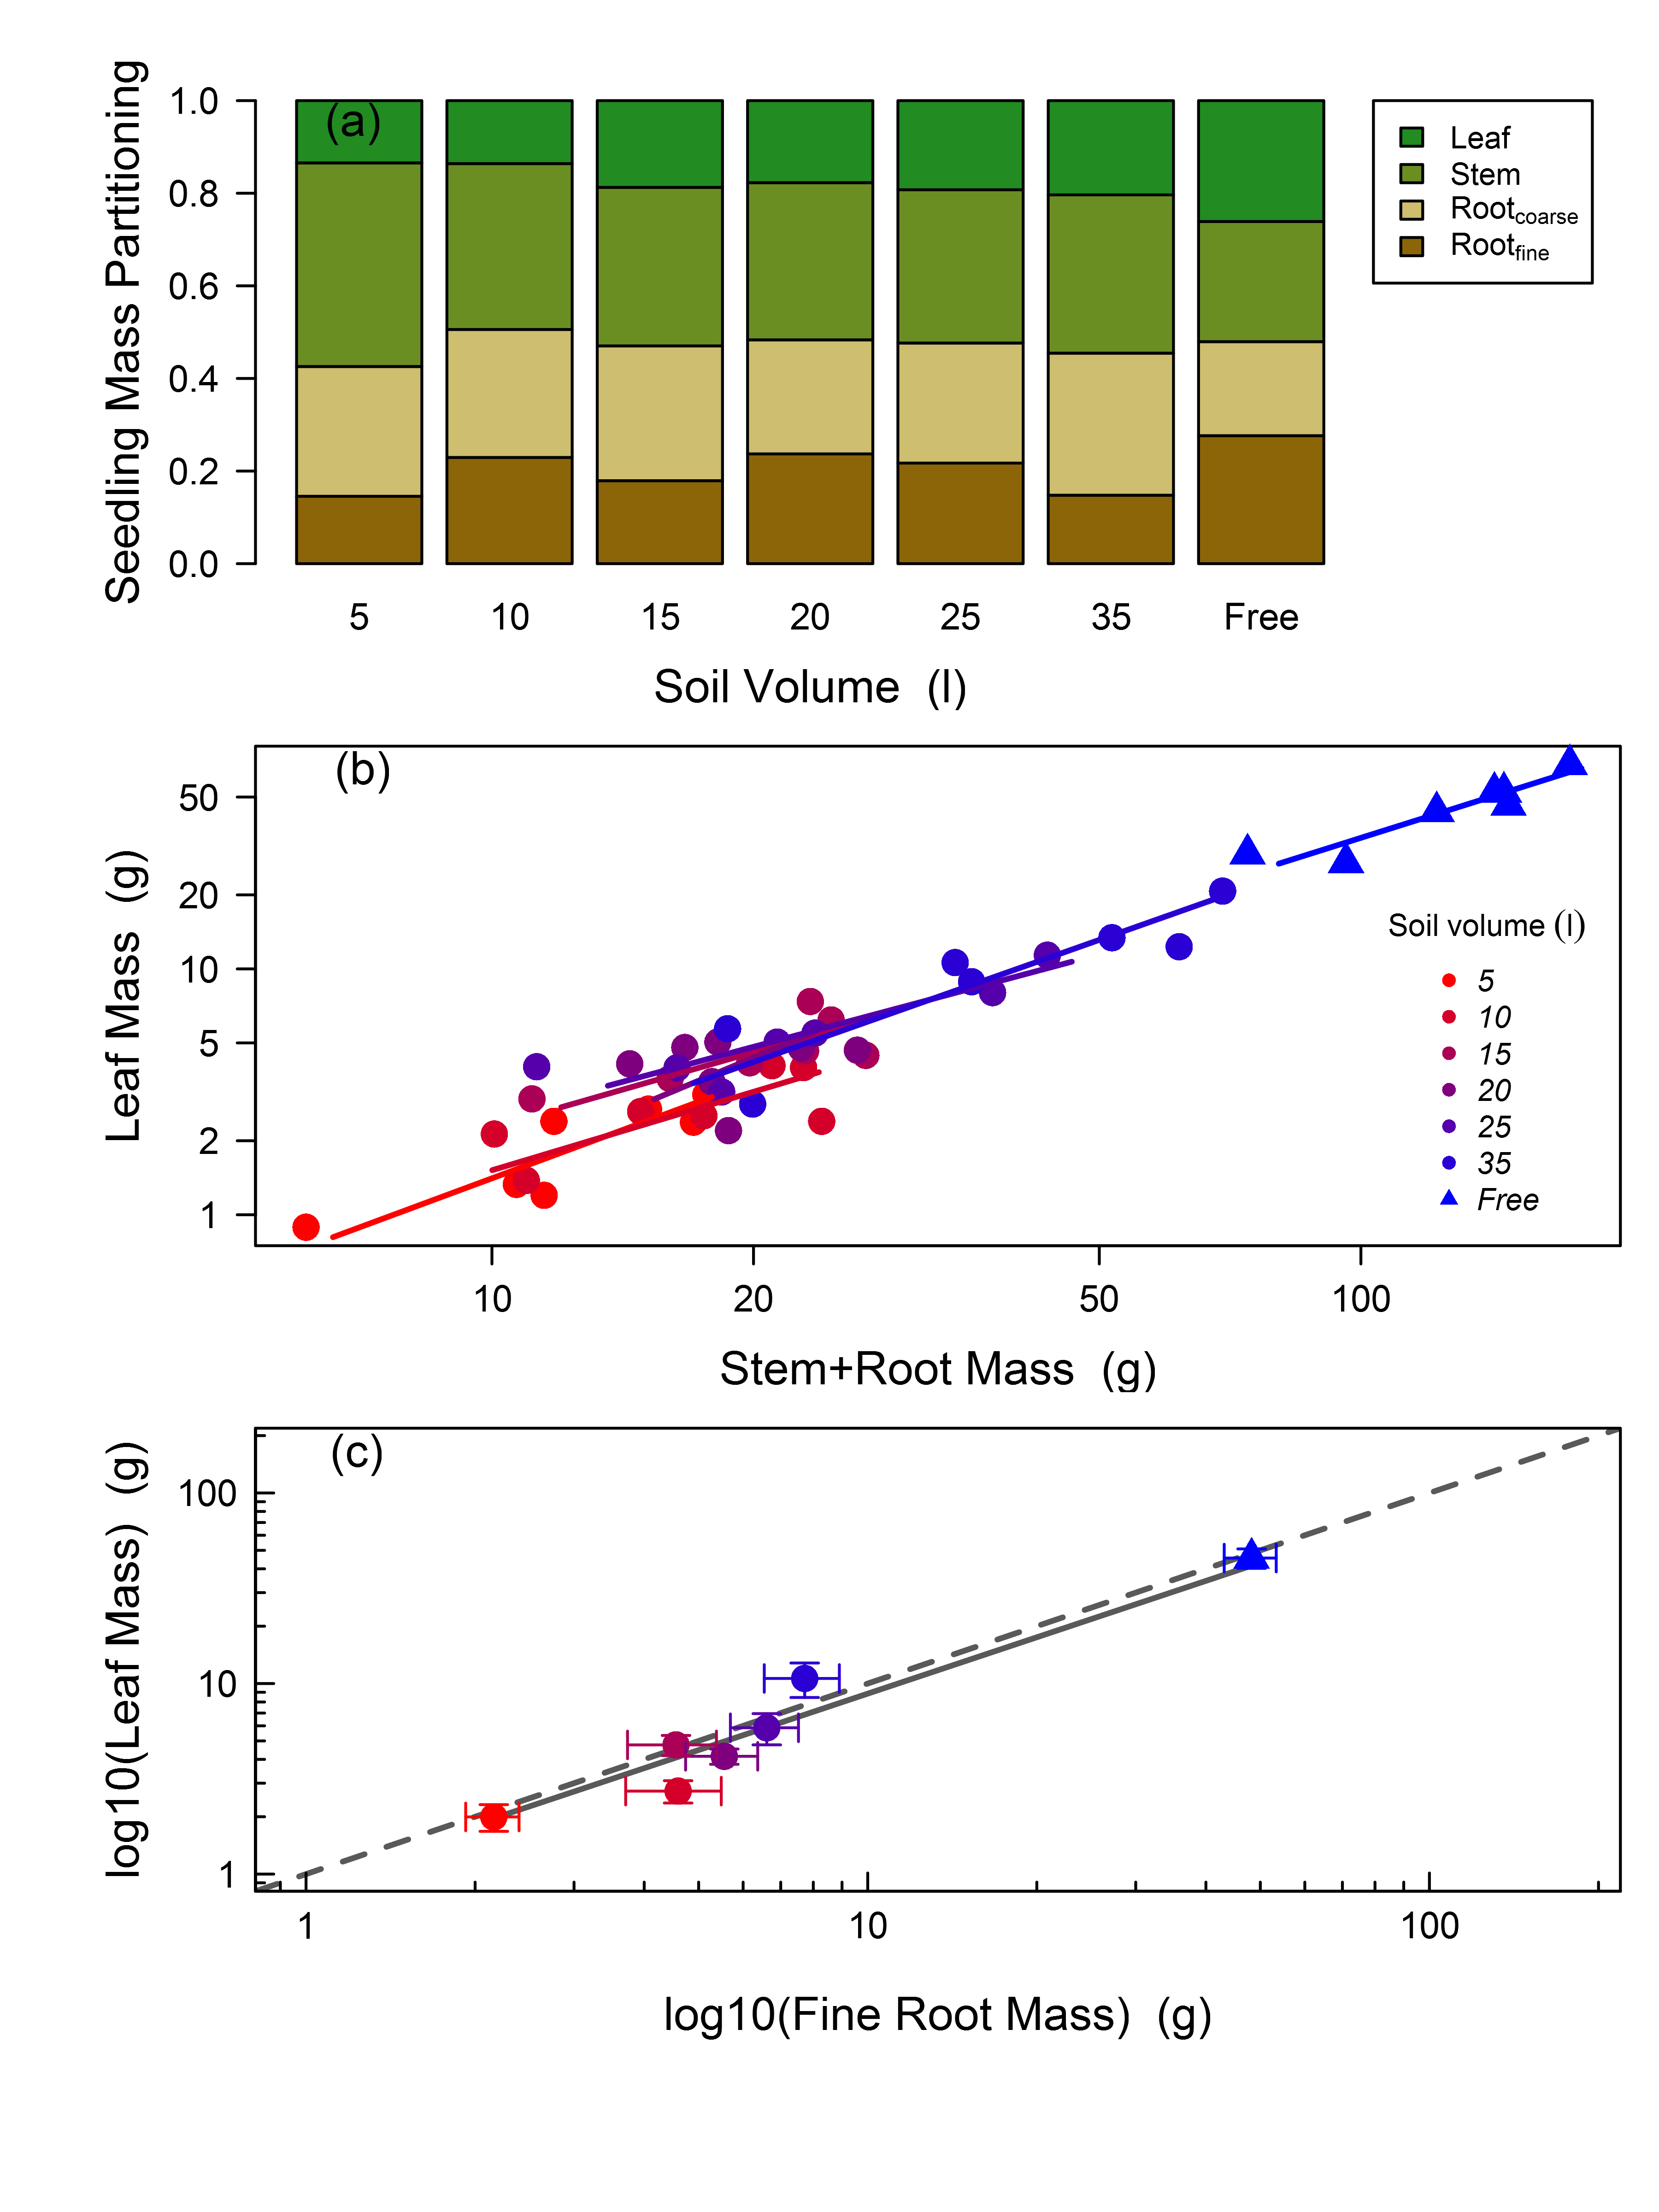 Seedling Mass Partitioning
1.0
0.8
0.6
0.4
0.2
0.0
(a)
5 10 15 20 25 35 Free
Soil Volume (l)
Leaf
Stem
Rootcoarse
Rootfine
Leaf Mass (g)
50
20
10
5
2
1
(b)
Soil volume (l)
5
10
15
20
25
35
Free
10 20 50 100
Stem+Root Mass (g)
log10(Leaf Mass) (g)
100
10
1
(c)
1 10 100
log10(Fine Root Mass) (g)